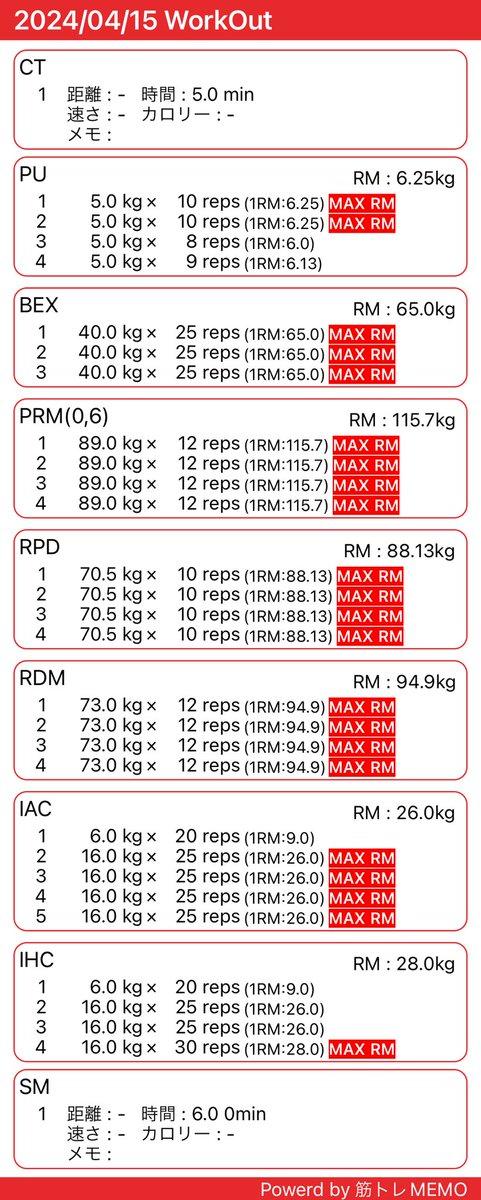 2024/04/15 WorkOut
CT
1 距離 : - 時間 : 5.0 min
速さ : - カロリー : -
メモ :
PU RM : 6.25kg
1 5.0 kg × 10 reps (1RM:6.25) MAX RM
2 5.0 kg × 10 reps (1RM:6.25) MAX RM
3 5.0 kg × 8 reps (1RM:6.0)
4 5.0 kg × 9 reps (1RM:6.13)
BEX RM : 65.0kg
1 40.0 kg × 25 reps (1RM:65.0) MAX RM
2 40.0 kg × 25 reps (1RM:65.0) MAX RM
3 40.0 kg × 25 reps (1RM:65.0) MAX RM
PRM(0,6) RM : 115.7kg
1 89.0 kg × 12 reps (1RM:115.7) MAX RM
2 89.0 kg × 12 reps (1RM:115.7) MAX RM
3 89.0 kg × 12 reps (1RM:115.7) MAX RM
4 89.0 kg × 12 reps (1RM:115.7) MAX RM
RPD RM : 88.13kg
1 70.5 kg × 10 reps (1RM:88.13) MAX RM
2 70.5 kg × 10 reps (1RM:88.13) MAX RM
3 70.5 kg × 10 reps (1RM:88.13) MAX RM
4 70.5 kg × 10 reps (1RM:88.13) MAX RM
RDM RM : 94.9kg
1 73.0 kg × 12 reps (1RM:94.9) MAX RM
2 73.0 kg × 12 reps (1RM:94.9) MAX RM
3 73.0 kg × 12 reps (1RM:94.9) MAX RM
4 73.0 kg × 12 reps (1RM:94.9) MAX RM
IAC RM : 26.0kg
1 6.0 kg × 20 reps (1RM:9.0)
2 16.0 kg × 25 reps (1RM:26.0) MAX RM
3 16.0 kg × 25 reps (1RM:26.0) MAX RM
4 16.0 kg × 25 reps (1RM:26.0) MAX RM
5 16.0 kg × 25 reps (1RM:26.0) MAX RM
IHC RM : 28.0kg
1 6.0 kg × 20 reps (1RM:9.0)
2 16.0 kg × 25 reps (1RM:26.0)
3 16.0 kg × 25 reps (1RM:26.0)
4 16.0 kg × 30 reps (1RM:28.0) MAX RM
SM
1 距離 : - 時間 : 6.0 0min
速さ : - カロリー : -
メモ :
Powerd by 筋トレMEMO